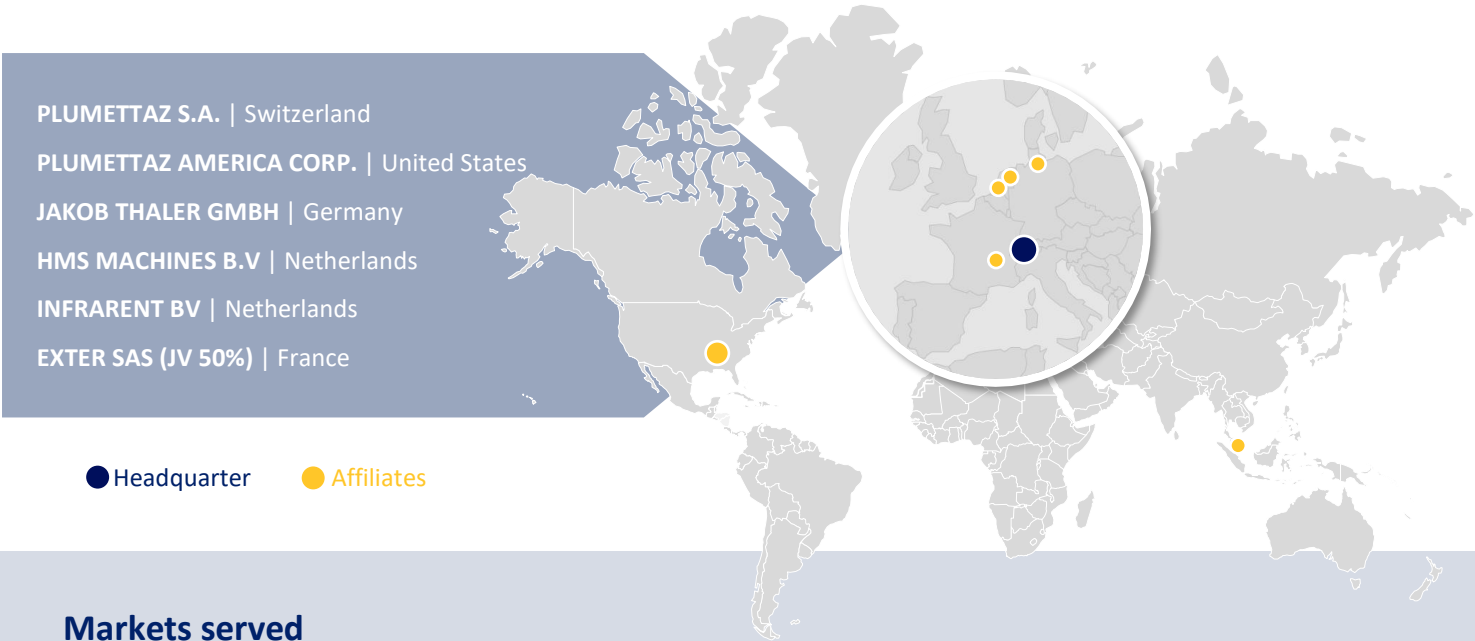 PLUMETTAZ S.A. | Switzerland
PLUMETTAZ AMERICA CORP. | United States
JAKOB THALER GMBH | Germany
HMS MACHINES B.V | Netherlands
INFRARENT BV | Netherlands
EXTER SAS (JV 50%) | France
Headquarter Affiliates
Markets served